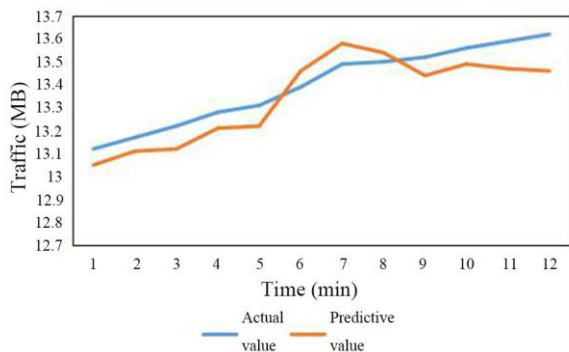 13.7
13.6
13.5
13.4
13.3
13.2
13.1
13
12.9
12.8
12.7
Traffic (MB)
1 2 3 4 5 6 7 8 9 10 11 12
Time (min)
Actual Predictive
value value